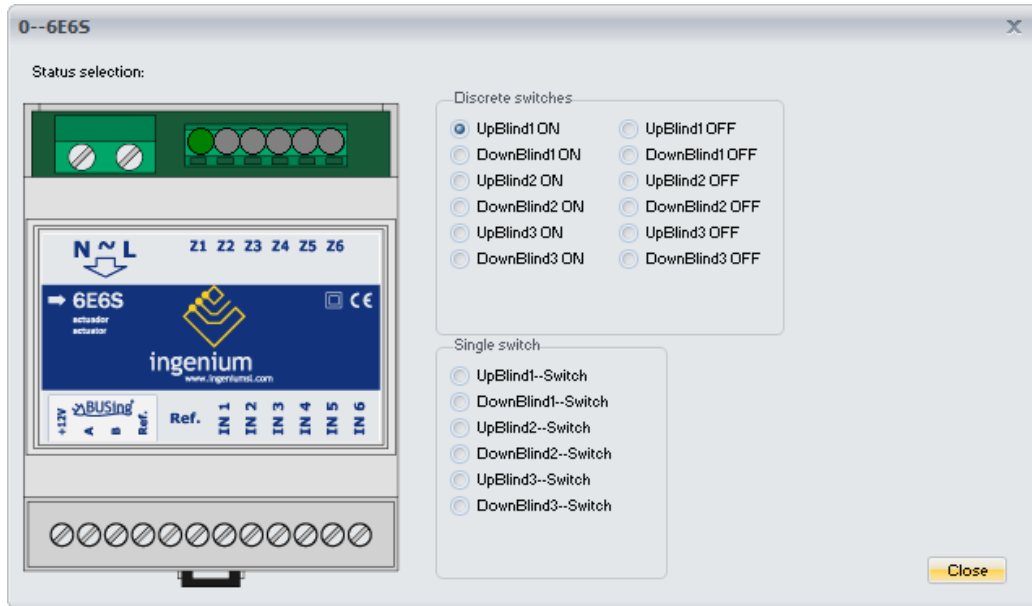 0--6E6S
X
Status selection:
N ~ L
Z1 Z2 Z3 Z4 Z5 Z6
6E6S
actuador
actuator
CE
ingenium
www.ingeniumsl.com
+12V A B Ref.
BUSing
Ref. IN 1 IN 2 IN 3 IN 4 IN 5 IN 6
Discrete switches
UpBlind1 ON UpBlind1 OFF
DownBlind1 ON DownBlind1 OFF
UpBlind2 ON UpBlind2 OFF
DownBlind2 ON DownBlind2 OFF
UpBlind3 ON UpBlind3 OFF
DownBlind3 ON DownBlind3 OFF
Single switch
UpBlind1--Switch
DownBlind1--Switch
UpBlind2--Switch
DownBlind2--Switch
UpBlind3--Switch
DownBlind3--Switch
Close